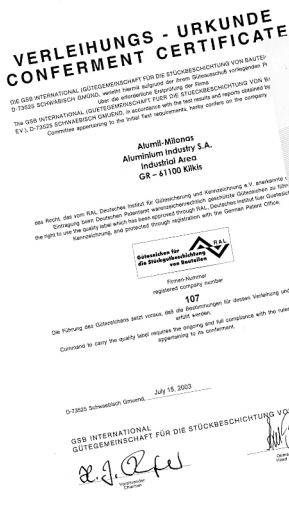 VERLEIHUNGS - URKUNDE
CONFERMENT CERTIFICATE
DIE GSB INTERNATIONAL (GÜTEGEMEINSCHAFT FÜR DIE STÜCKBESCHICHTUNG VON BAUTEI
D-73525 SCHWÄBISCH GMÜND, verleiht hiermit aufgrund der ihrem Güteausschuß vorliegenden
über die erforderliche Erstprüfung der Firma
The GSB INTERNATIONAL (GUETEGEMEINSCHAFT FUER DIE STUECKBESCHICHTUNG VON
EV.), D-73525 SCHWAEBISCH GMUEND, in accordance with the test results and reports obtained by
Committee appertaining to the Initial Test requirements, hereby confers on the company
Alumil-Milonas
Aluminium Industry S.A.
Industrial Area
GR – 61100 Kilkis
das Recht, das vom RAL, Deutsches Institut für Gütesicherung und Kennzeichnung e.V. anerkannte
Eintragung beim Deutschen Patentamt warenzeichenrechtlich geschützte Gütezeichen zu führ
the right to use the quality label which has been approved through RAL, Deutsches Institut fuer
Kennzeichnung, and protected through registration with the German Patent Office.
Gütezeichen für
die Stückgutbeschichtung
von Bauteilen
RAL
Firmen-Nummer
registered company number
107
Die Führung des Gütezeichens setzt voraus, daß die Bestimmungen für dessen Verleihung und
erfüllt werden.
Command to carry the quality label requires the ongoing and full compliance with the rules
appertaining to its conferment.
D-73525 Schwaebisch Gmuend, July 15, 2003
GSB INTERNATIONAL
GÜTEGEMEINSCHAFT FÜR DIE STÜCKBESCHICHTUNG VO
Vorsitzender
Chairman